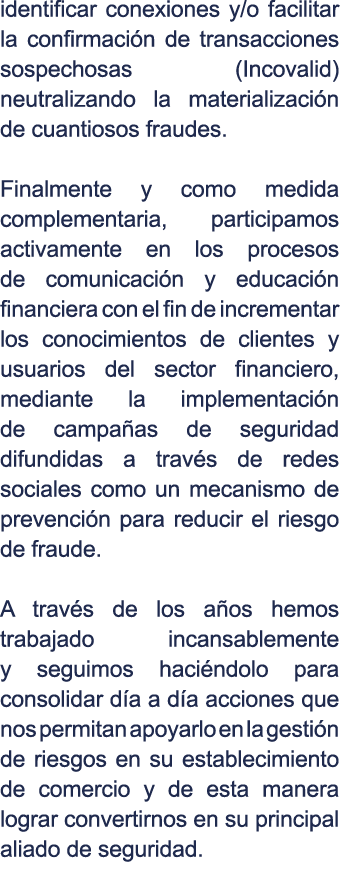 identificar conexiones y/o facilitar
la confirmación de transacciones
sospechosas (Incovalid)
neutralizando la materialización
de cuantiosos fraudes.
Finalmente y como medida
complementaria, participamos
activamente en los procesos
de comunicación y educación
financiera con el fin de incrementar
los conocimientos de clientes y
usuarios del sector financiero,
mediante la implementación
de campañas de seguridad
difundidas a través de redes
sociales como un mecanismo de
prevención para reducir el riesgo
de fraude.
A través de los años hemos
trabajado incansablemente
y seguimos haciéndolo para
consolidar día a día acciones que
nos permitan apoyarlo en la gestión
de riesgos en su establecimiento
de comercio y de esta manera
lograr convertirnos en su principal
aliado de seguridad.